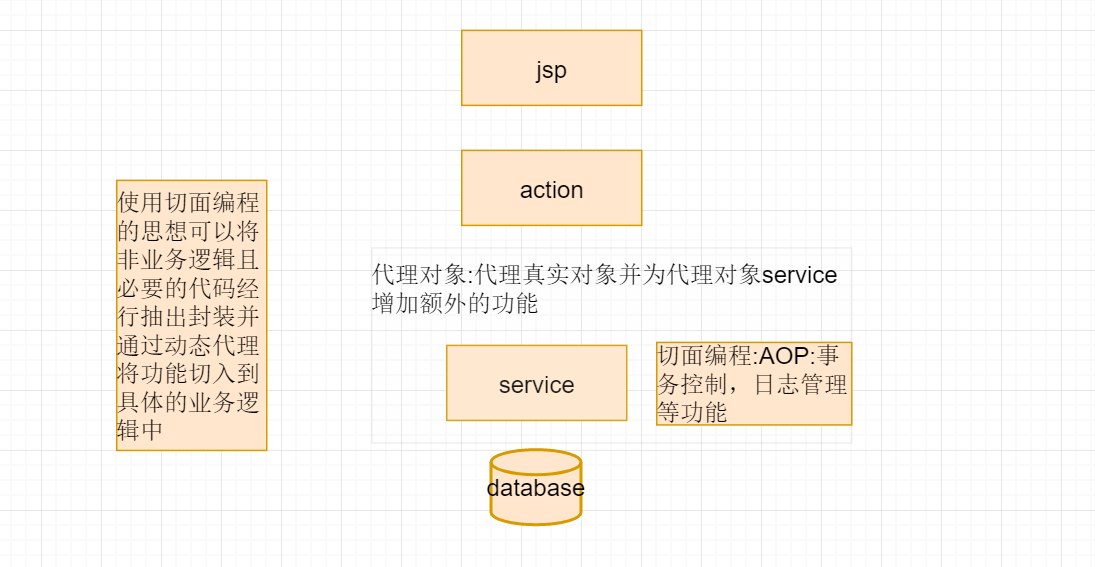 jsp
action
使用切面编程
的思想可以将
非业务逻辑且
必要的代码经
行抽出封装并
通过动态代理
将功能切入到
具体的业务逻
辑中
代理对象:代理真实对象并为代理对象service
增加额外的功能
service
切面编程:AOP:事
务控制，日志管理
等功能
database